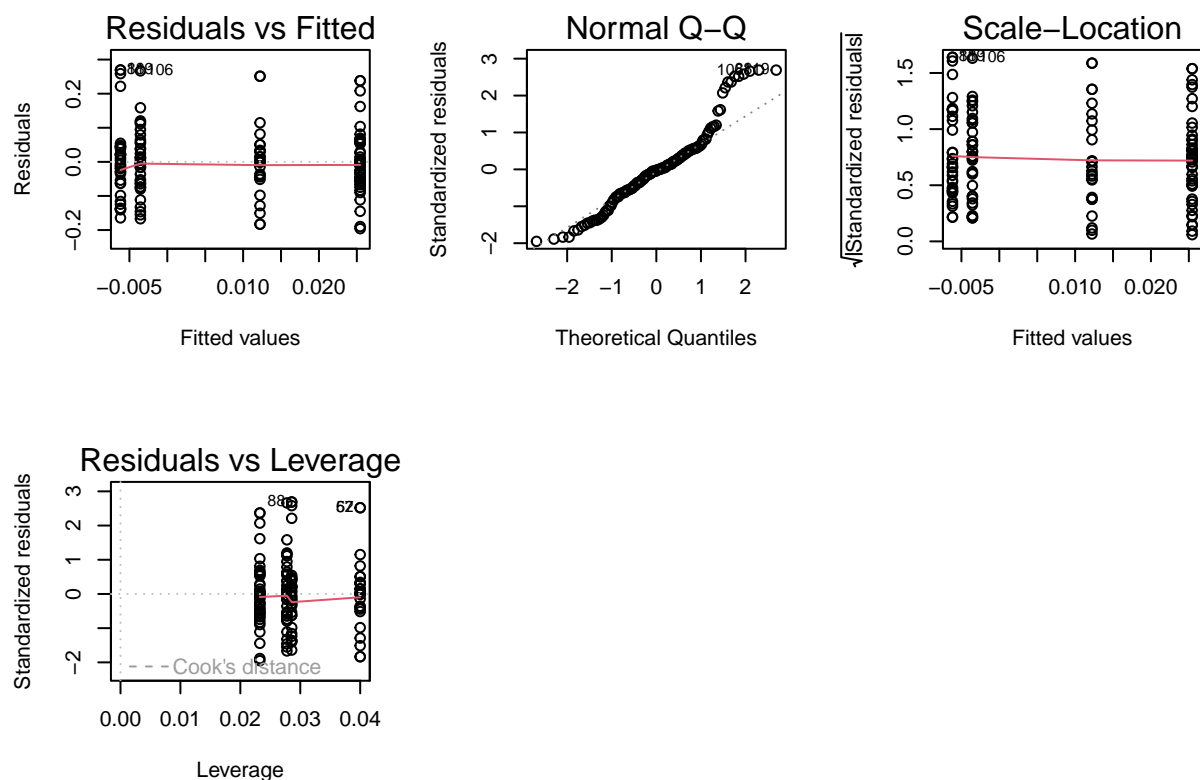 Residuals vs Fitted
Residuals
0.2
0.0
−0.2
106
−0.005
0.010
0.020
Fitted values
Normal Q−Q
Standardized residuals
3
2
1
0
−1
−2
−2
−1
0
1
2
Theoretical Quantiles
Scale−Location
√|Standardized residuals|
1.5
1.0
0.5
0.0
106
−0.005
0.010
0.020
Fitted values
Residuals vs Leverage
Standardized residuals
3
2
1
0
−2
88
Cook's distance
0.00
0.01
0.02
0.03
0.04
Leverage